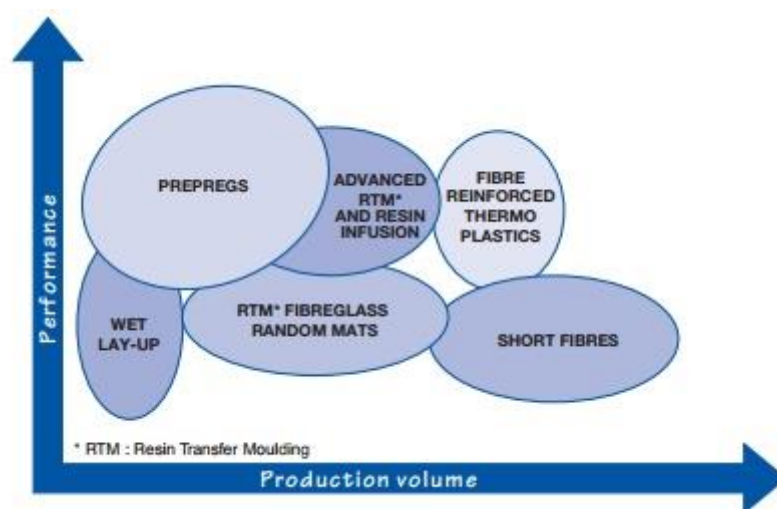 Performance
PREPREGS
ADVANCED
RTM*
AND RESIN
INFUSION
FIBRE
REINFORCED
THERMO
PLASTICS
WET
LAY-UP
RTM* FIBREGLASS
RANDOM MATS
SHORT FIBRES
* RTM : Resin Transfer Moulding
Production volume